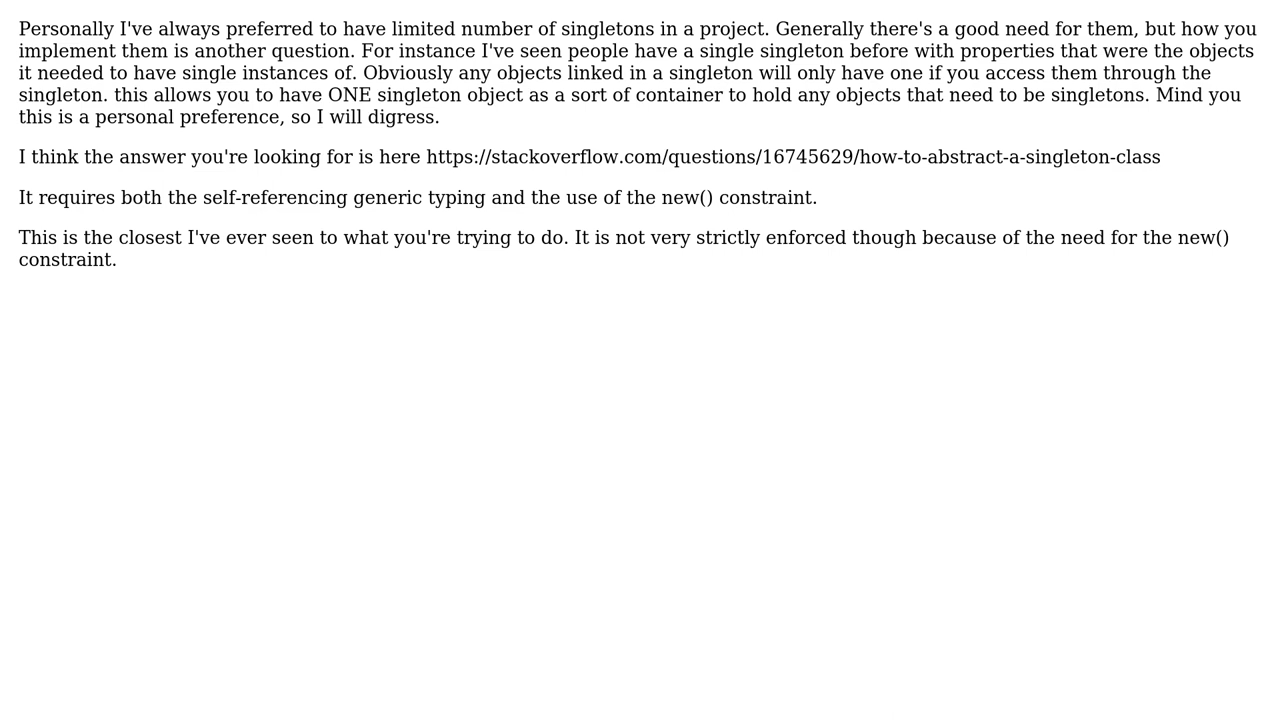 Personally I've always preferred to have limited number of singletons in a project. Generally there's a good need for them, but how you
implement them is another question. For instance I've seen people have a single singleton before with properties that were the objects
it needed to have single instances of. Obviously any objects linked in a singleton will only have one if you access them through the
singleton. this allows you to have ONE singleton object as a sort of container to hold any objects that need to be singletons. Mind you
this is a personal preference, so I will digress.
I think the answer you're looking for is here https://stackoverflow.com/questions/16745629/how-to-abstract-a-singleton-class
It requires both the self-referencing generic typing and the use of the new() constraint.
This is the closest I've ever seen to what you're trying to do. It is not very strictly enforced though because of the need for the new()
constraint.